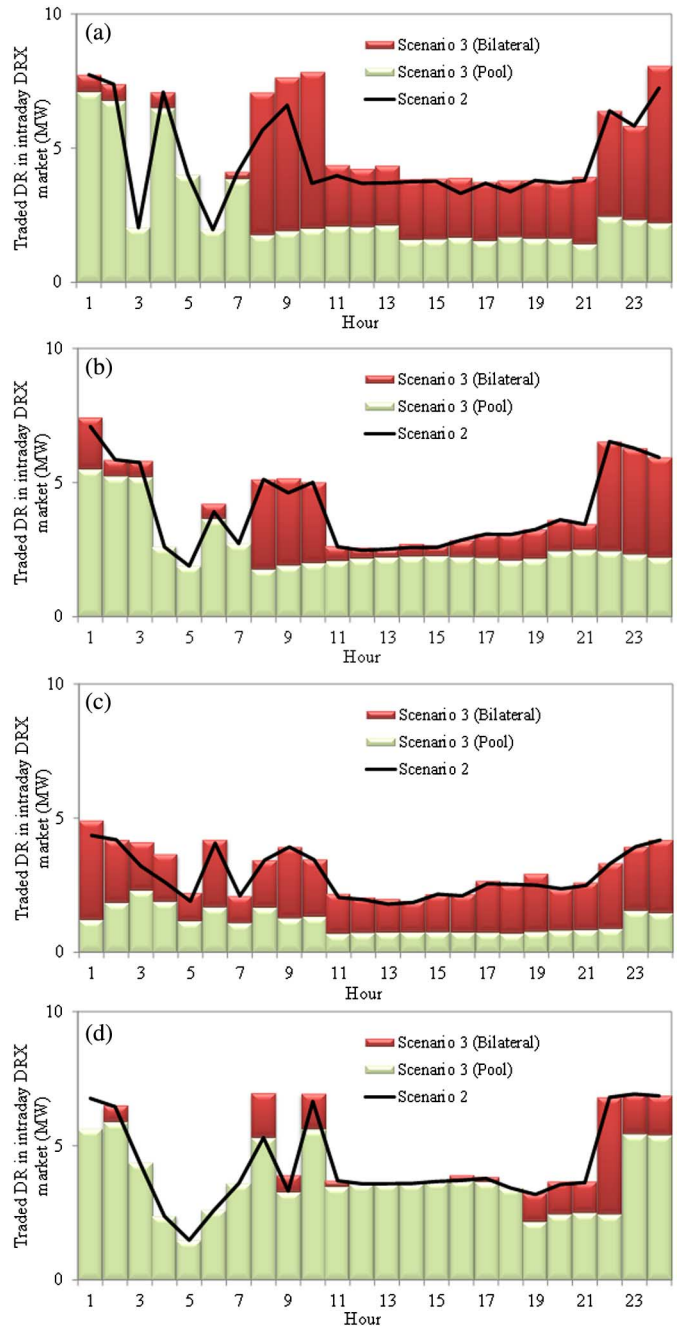 (a)
10
5
0
Traded DR in intraday DRX
market (MW)
Scenario 3 (Bilateral)
Scenario 3 (Pool)
Scenario 2
1 3 5 7 9 11 13 15 17 19 21 23
Hour
(b)
10
5
0
Traded DR in intraday DRX
market (MW)
Scenario 3 (Bilateral)
Scenario 3 (Pool)
Scenario 2
1 3 5 7 9 11 13 15 17 19 21 23
Hour
(c)
10
5
0
Traded DR in intraday DRX
market (MW)
Scenario 3 (Bilateral)
Scenario 3 (Pool)
Scenario 2
1 3 5 7 9 11 13 15 17 19 21 23
Hour
(d)
10
5
0
Traded DR in intraday DRX
market (MW)
Scenario 3 (Bilateral)
Scenario 3 (Pool)
Scenario 2
1 3 5 7 9 11 13 15 17 19 21 23
Hour